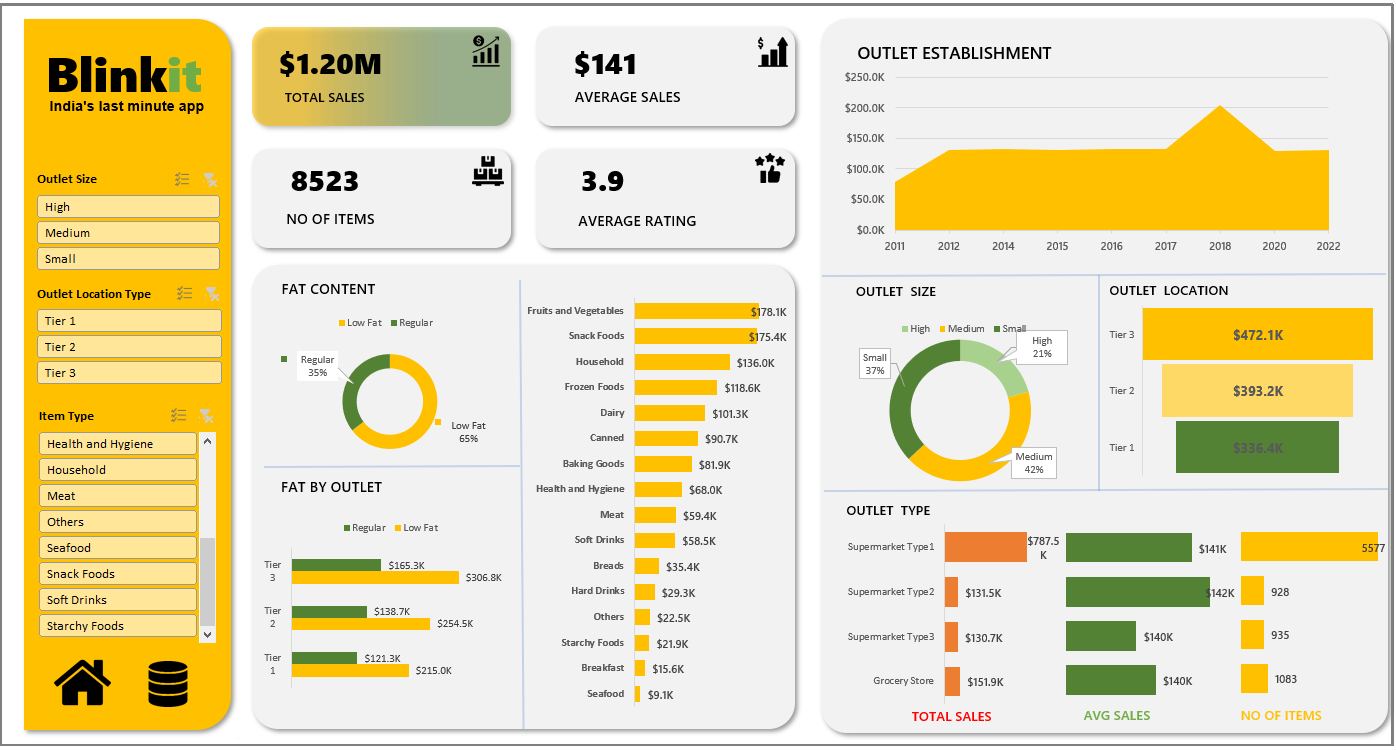 Blinkit
India's last minute app
Outlet Size
High
Medium
Small
Outlet Location Type
Tier 1
Tier 2
Tier 3
Item Type
Health and Hygiene
Household
Meat
Others
Seafood
Snack Foods
Soft Drinks
Starchy Foods
$1.20M
TOTAL SALES
$
$141
AVERAGE SALES
$
8523
NO OF ITEMS
3.9
AVERAGE RATING
FAT CONTENT
Low Fat Regular
Regular
35%
Low Fat
65%
FAT BY OUTLET
Regular Low Fat
Tier
3
$165.3K
$306.8K
Tier
2
$138.7K
$254.5K
Tier
1
$121.3K
$215.0K
Fruits and Vegetables $178.1K
Snack Foods $175.4K
Household $136.0K
Frozen Foods $118.6K
Dairy $101.3K
Canned $90.7K
Baking Goods $81.9K
Health and Hygiene $68.0K
Meat $59.4K
Soft Drinks $58.5K
Breads $35.4K
Hard Drinks $29.3K
Others $22.5K
Starchy Foods $21.9K
Breakfast $15.6K
Seafood $9.1K
OUTLET ESTABLISHMENT
$250.0K
$200.0K
$150.0K
$100.0K
$50.0K
$0.0K
2011 2012 2014 2015 2016 2017 2018 2020 2022
OUTLET SIZE
High Medium Small
High
21%
Small
37%
Medium
42%
OUTLET LOCATION
Tier 3 $472.1K
Tier 2 $393.2K
Tier 1 $336.4K
OUTLET TYPE
Supermarket Type1 $787.5
K
$141K 5577
Supermarket Type2 $131.5K $142K 928
Supermarket Type3 $130.7K $140K 935
Grocery Store $151.9K $140K 1083
TOTAL SALES AVG SALES NO OF ITEMS